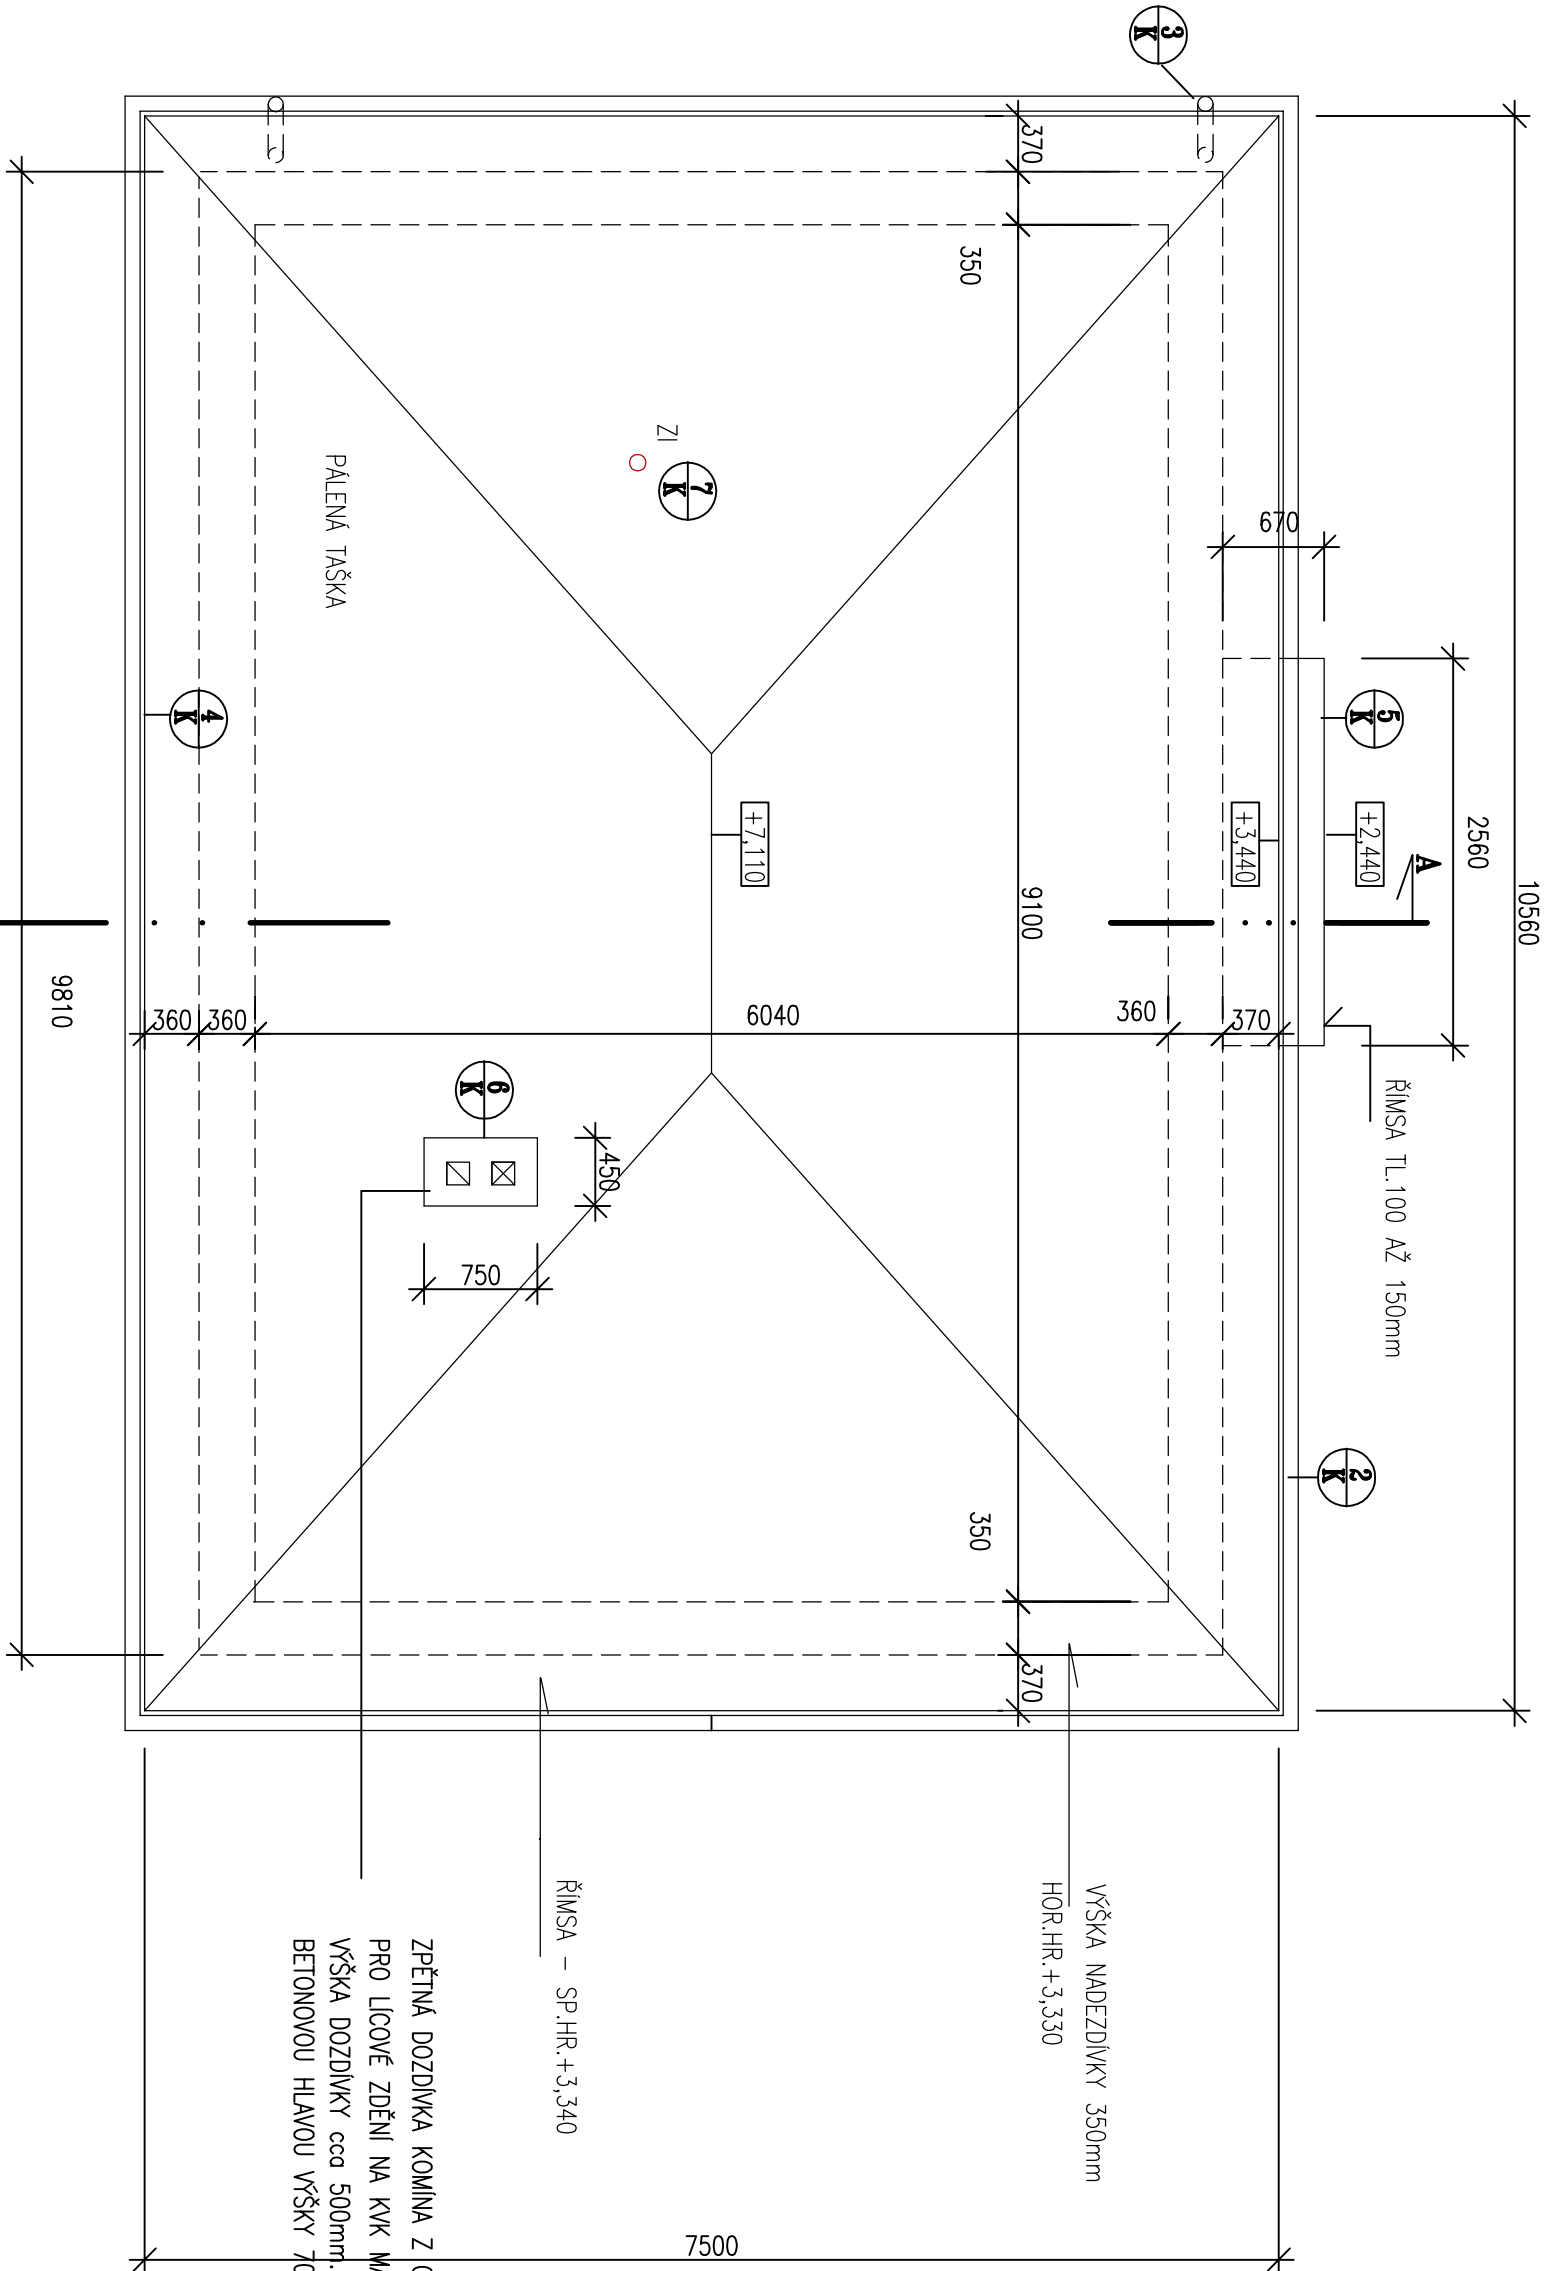 3
K
10560
2560
A
5
K
+2,440
+3,440
670
2
K
ŘÍMSA TL.100 AŽ 150mm
370
350
9100
350
370
+7,110
ZI
7
K
PÁLENÁ TAŠKA
4
K
360
360
6040
360
370
6
K
450
750
9810
VÝŠKA NADEZDÍVKY 350mm
HOR.HR.+3,330
ŘÍMSA – SP.HR.+3,340
ZPĚTNÁ DOZDÍVKA KOMÍNA Z
PRO LÍCOVÉ ZDĚNÍ NA KVK
VÝŠKA DOZDÍVKY cca 500mm.
BETONOVOU HLAVOU VÝŠKY
7500